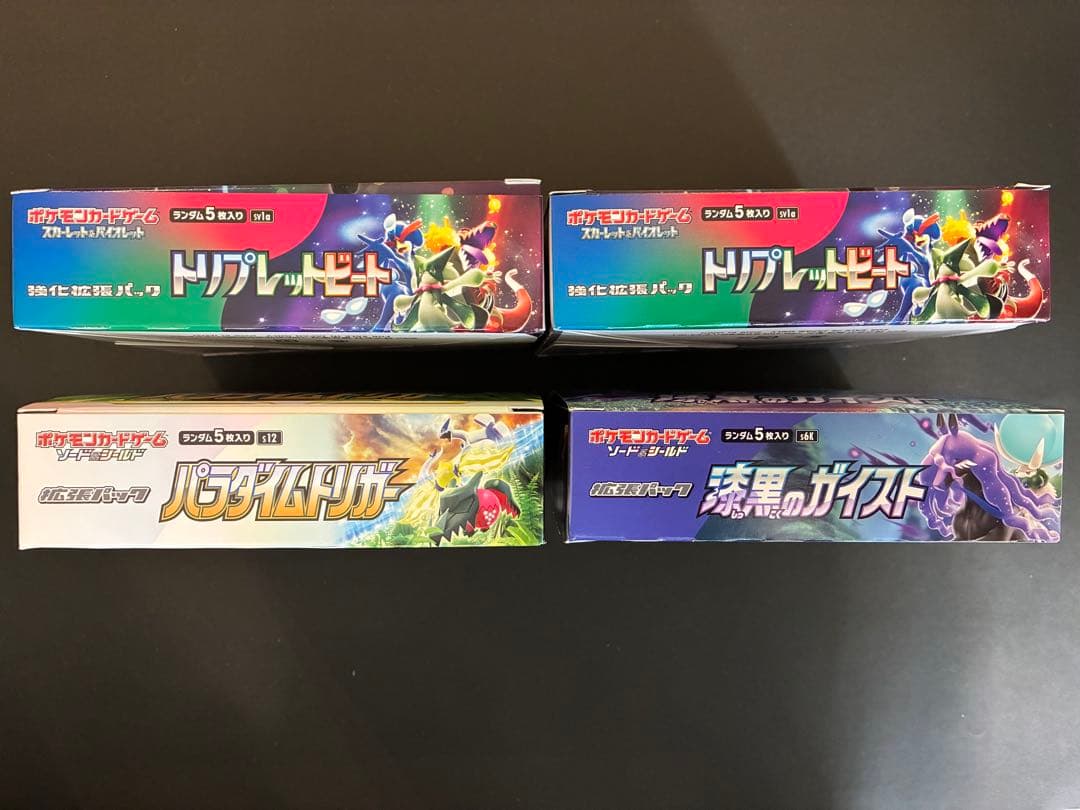 ポケモンカードゲーム
スカーレット&バイオレット
ランダム5枚入り sv1a
強化拡張パック トリプレットビート
ポケモンカードゲーム
スカーレット&バイオレット
ランダム5枚入り sv1a
強化拡張パック トリプレットビート
ポケモンカードゲーム
ソード&シールド
ランダム5枚入り s12
拡張パック パラダイムトリガー
のガイスト
ポケモンカードゲーム
ソード&シールド
ランダム5枚入り s6K
拡張パック 漆黒のガイスト
しっこく